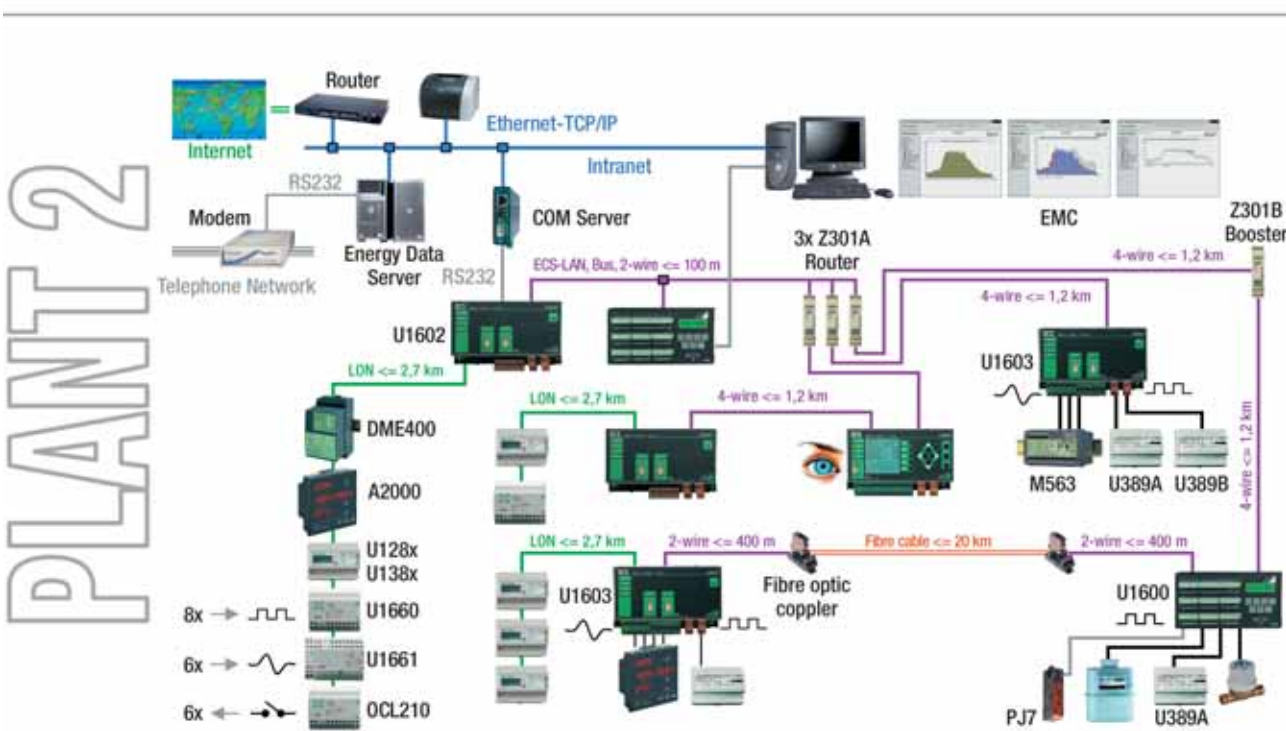 PLANT 2
Router
Internet
Ethernet-TCP/IP
Intranet
RS232
Modem
Telephone Network
Energy Data
Server
COM Server
RS232
EMC
Z301B
Booster
3x Z301A
Router
ECS-LAN, Bus, 2-wire <= 100 m
4-wire <= 1,2 km
4-wire <= 1,2 km
U1602
U1603
LON <= 2,7 km
LON <= 2,7 km
4-wire <= 1,2 km
4-wire <= 1,2 km
DME400
A2000
M563
U389A
U389B
U128x
U138x
LON <= 2,7 km
2-wire <= 400 m
Fibre cable <= 20 km
2-wire <= 400 m
U1603
Fibre optic
coppler
U1600
8x
U1660
6x
U1661
6x
OCL210
PJ7
U389A